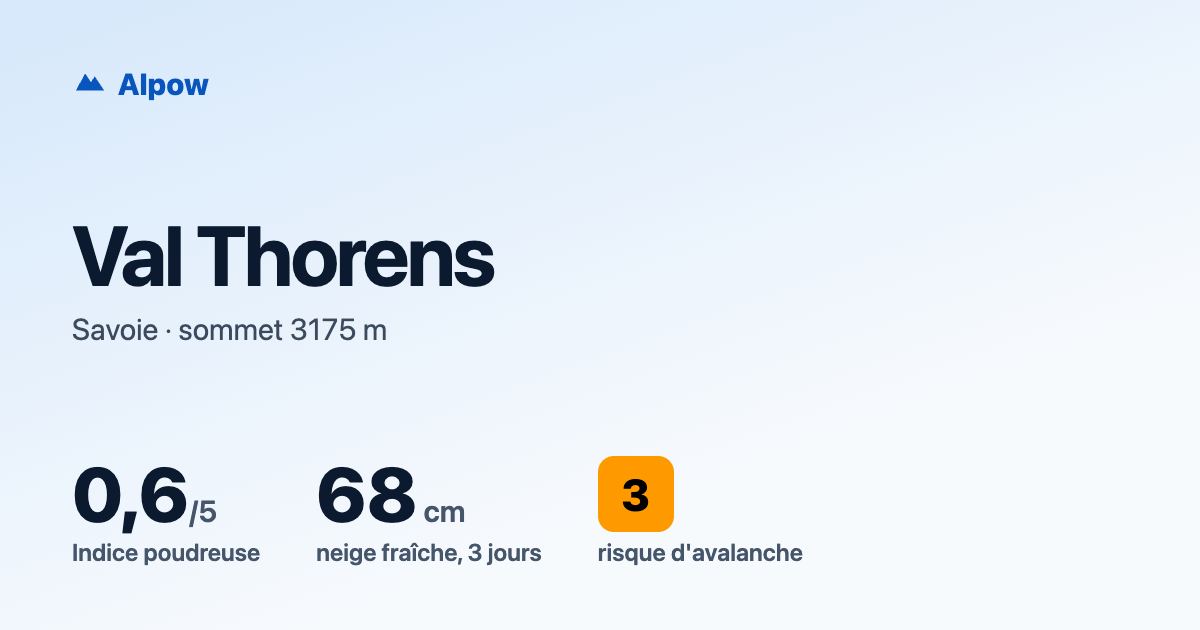 Alpow
Val Thorens
Savoie · sommet 3175 m
0,6/5
Indice poudreuse
68 cm
neige fraîche, 3 jours
3
risque d'avalanche